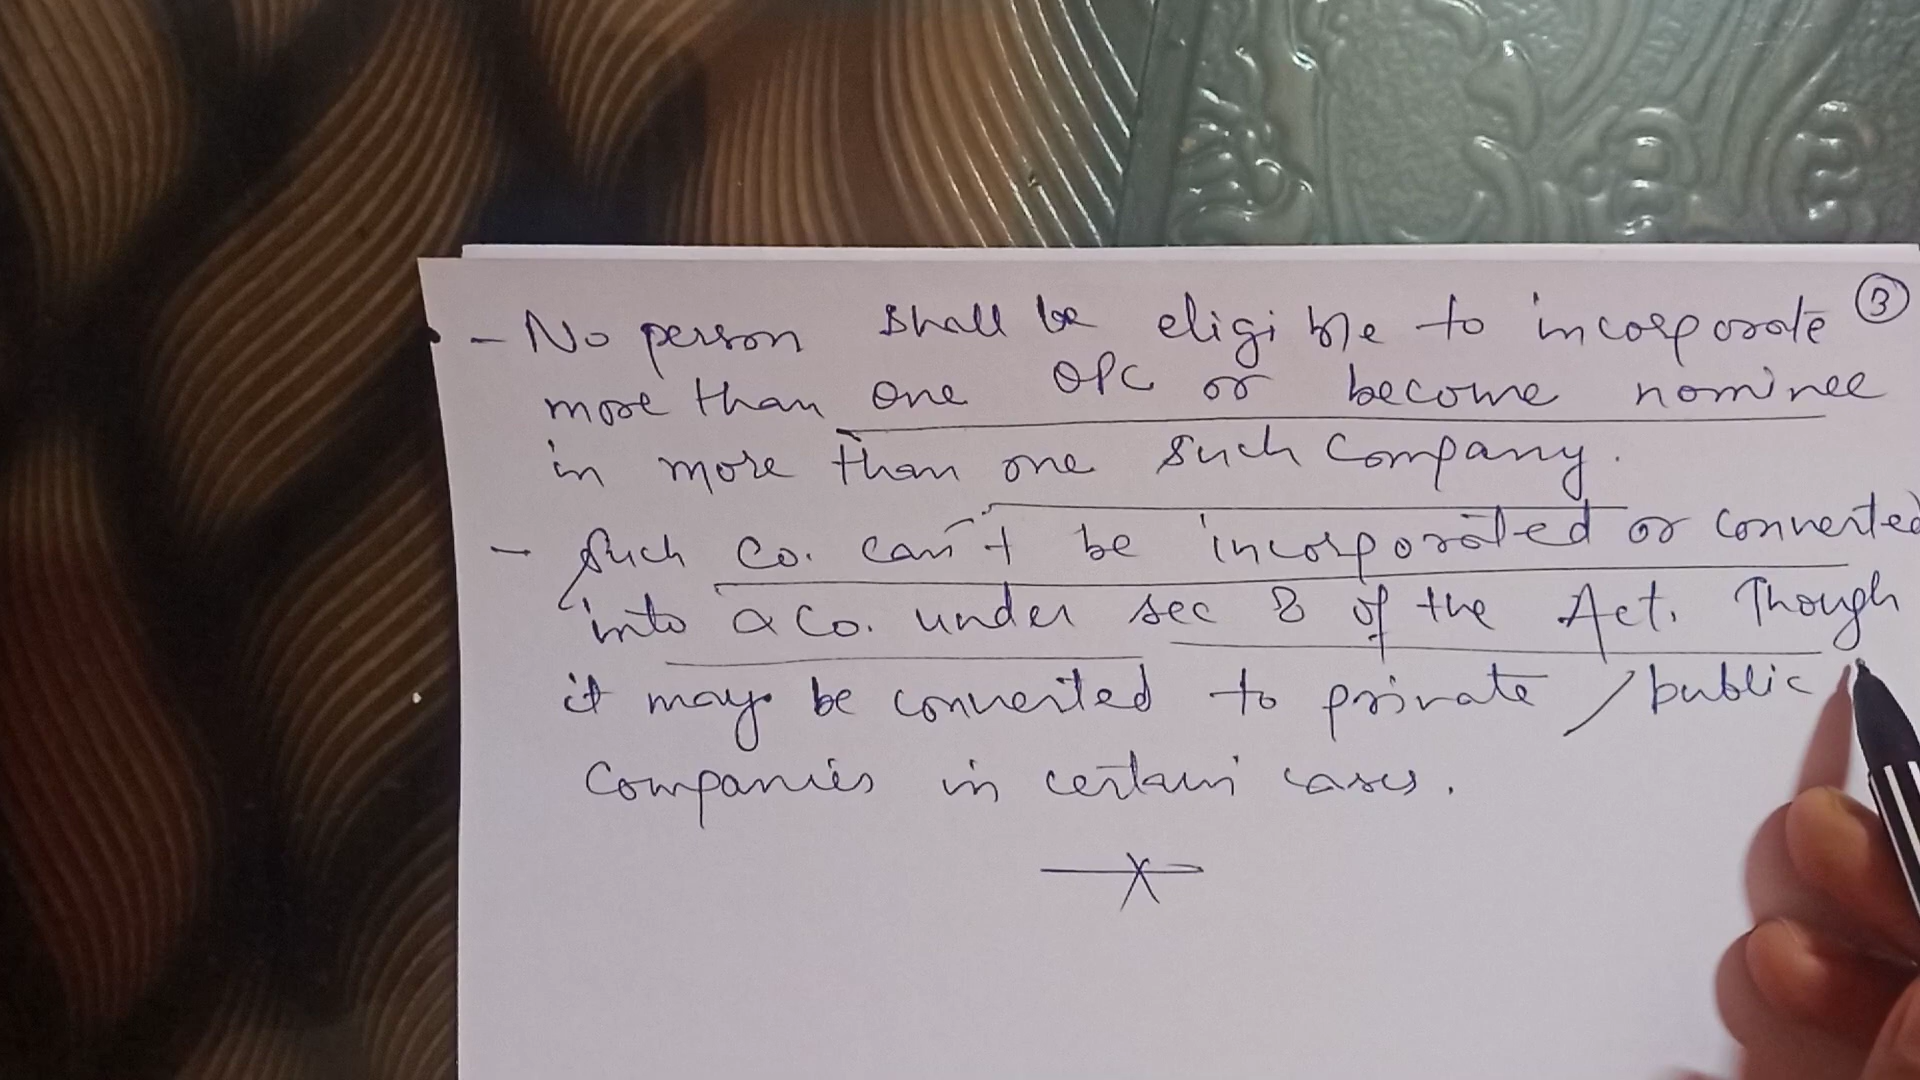 - No person shall be eligible to incorporate ③
more than one OPC or become nominee
in more than one such company.
- Such co. can't be incorporated or converted
into a co. under sec 8 of the Act. Though
it may be converted to private / public
companies in certain cases.